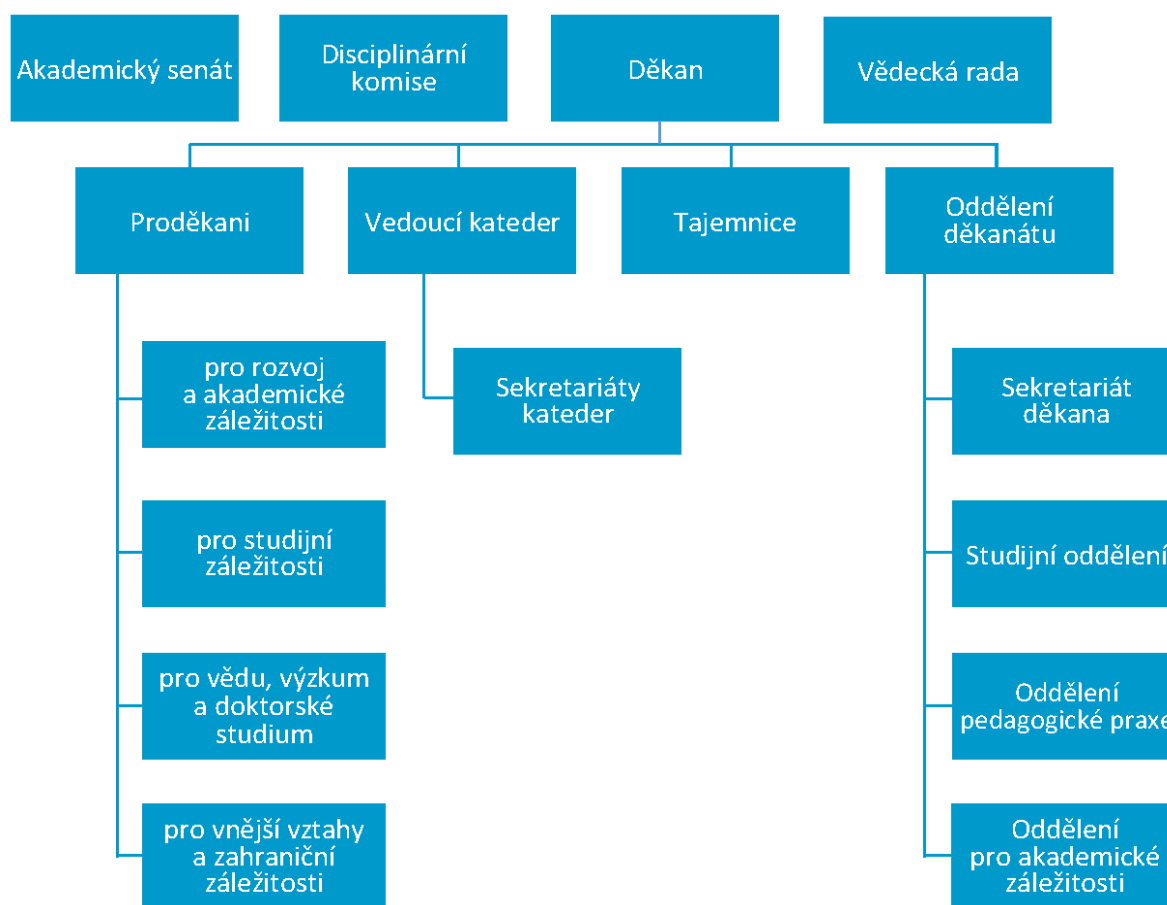 Akademický senát
Disciplinární
komise
Děkan
Vědecká rada
Proděkani
Vedoucí kateder
Tajemnice
Oddělení
děkanátu
pro rozvoj
a akademické
záležitosti
Sekretariáty
kateder
Sekretariát
děkana
pro studijní
záležitosti
Studijní oddělení
pro vědu, výzkum
a doktorské
studium
Oddělení
pedagogické praxe
pro vnější vztahy
a zahraniční
záležitosti
Oddělení
pro akademické
záležitosti